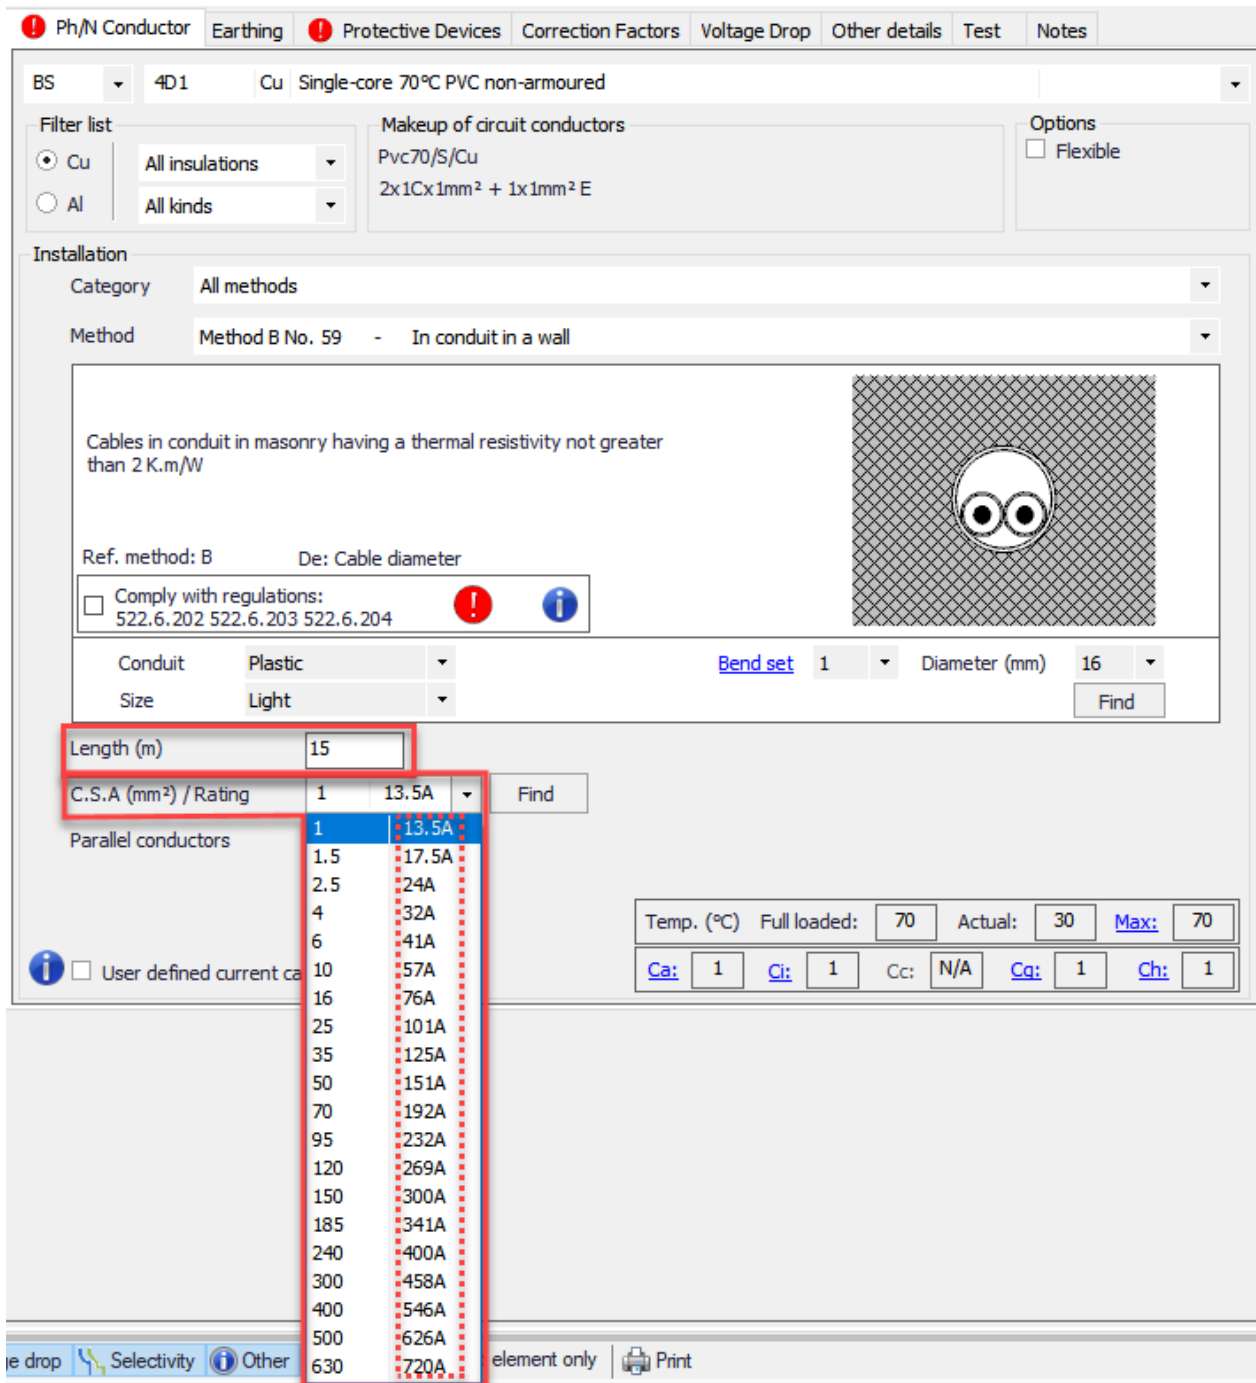 Ph/N Conductor Earthing Protective Devices Correction Factors Voltage Drop Other details Test Notes
BS 4D1 Cu Single-core 70°C PVC non-armoured
Filter list Makeup of circuit conductors Options
Cu All insulations Pvc70/S/Cu Flexible
Al All kinds 2x1Cx1mm² + 1x1mm² E
Installation
Category All methods
Method Method B No. 59 - In conduit in a wall
Cables in conduit in masonry having a thermal resistivity not greater
than 2 K.m/W
Ref. method: B De: Cable diameter
Comply with regulations:
522.6.202 522.6.203 522.6.204
Conduit Plastic Bend set 1 Diameter (mm) 16
Size Light Find
Length (m) 15
C.S.A (mm²) / Rating 1 13.5A Find
Parallel conductors
1 13.5A
1.5 17.5A
2.5 24A
4 32A
6 41A
10 57A
16 76A
25 101A
35 125A
50 151A
70 192A
95 232A
120 269A
150 300A
185 341A
240 400A
300 458A
400 546A
500 626A
630 720A
Temp. (°C) Full loaded: 70 Actual: 30 Max: 70
User defined current ca
Ca: 1 Ci: 1 Cc: N/A Cg: 1 Ch: 1
e drop Selectivity Other element only Print